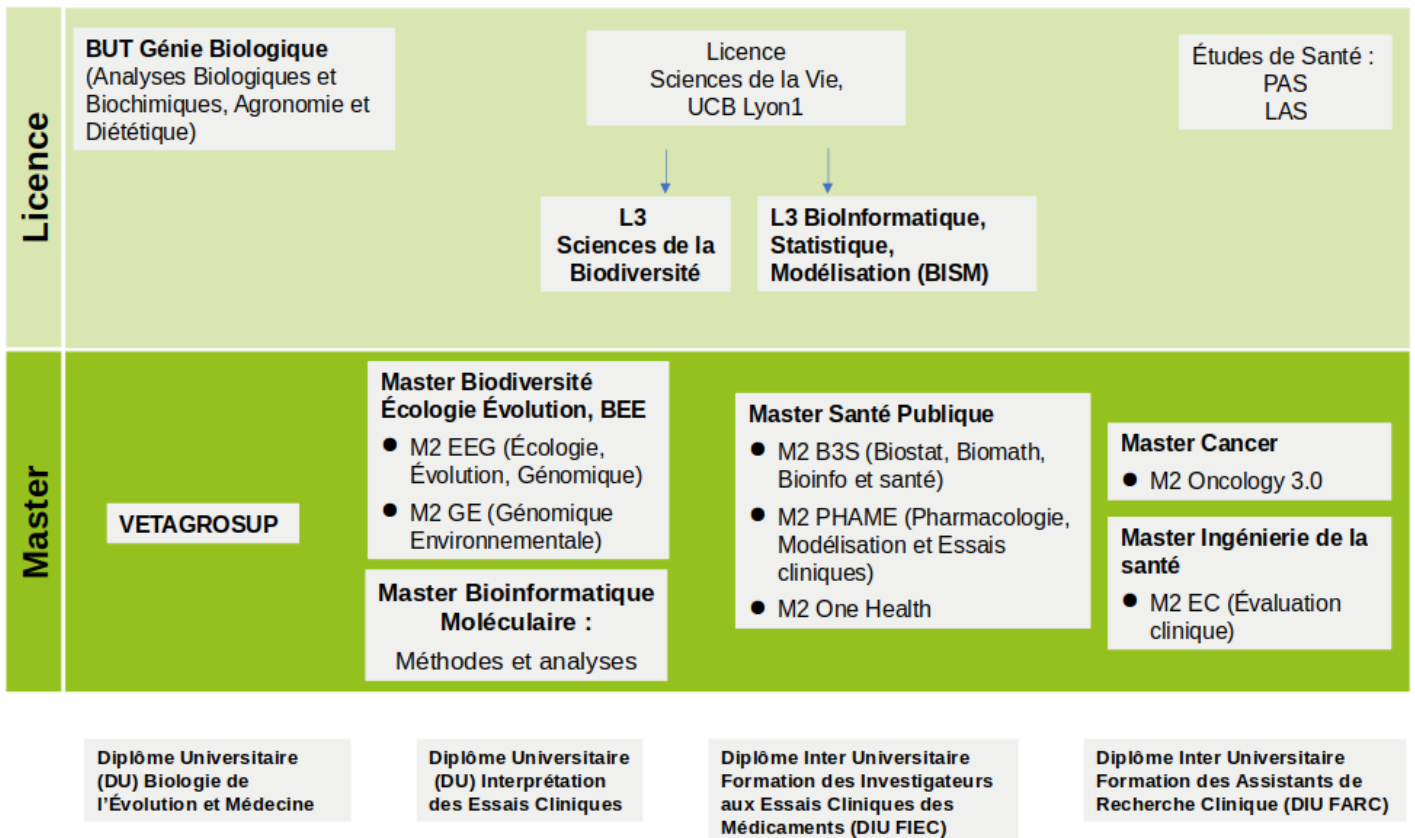 Licence
BUT Génie Biologique
(Analyses Biologiques et
Biochimiques, Agronomie et
Diététique)
Licence
Sciences de la Vie,
UCB Lyon1
Études de Santé :
PAS
LAS
L3
Sciences de la
Biodiversité
L3 BioInformatique,
Statistique,
Modélisation (BISM)
Master
VETAGROSUP
Master Biodiversité
Écologie Évolution, BEE
● M2 EEG (Écologie,
Évolution, Génomique)
● M2 GE (Génomique
Environnementale)
Master Bioinformatique
Moléculaire :
Méthodes et analyses
Master Santé Publique
● M2 B3S (Biostat, Biomath,
Bioinfo et santé)
● M2 PHAME (Pharmacologie,
Modélisation et Essais
cliniques)
● M2 One Health
Master Cancer
● M2 Oncology 3.0
Master Ingénierie de la
santé
● M2 EC (Évaluation
clinique)
Diplôme Universitaire
(DU) Biologie de
l'Évolution et Médecine
Diplôme Universitaire
(DU) Interprétation
des Essais Cliniques
Diplôme Inter Universitaire
Formation des Investigateurs
aux Essais Cliniques des
Médicaments (DIU FIEC)
Diplôme Inter Universitaire
Formation des Assistants de
Recherche Clinique (DIU FARC)